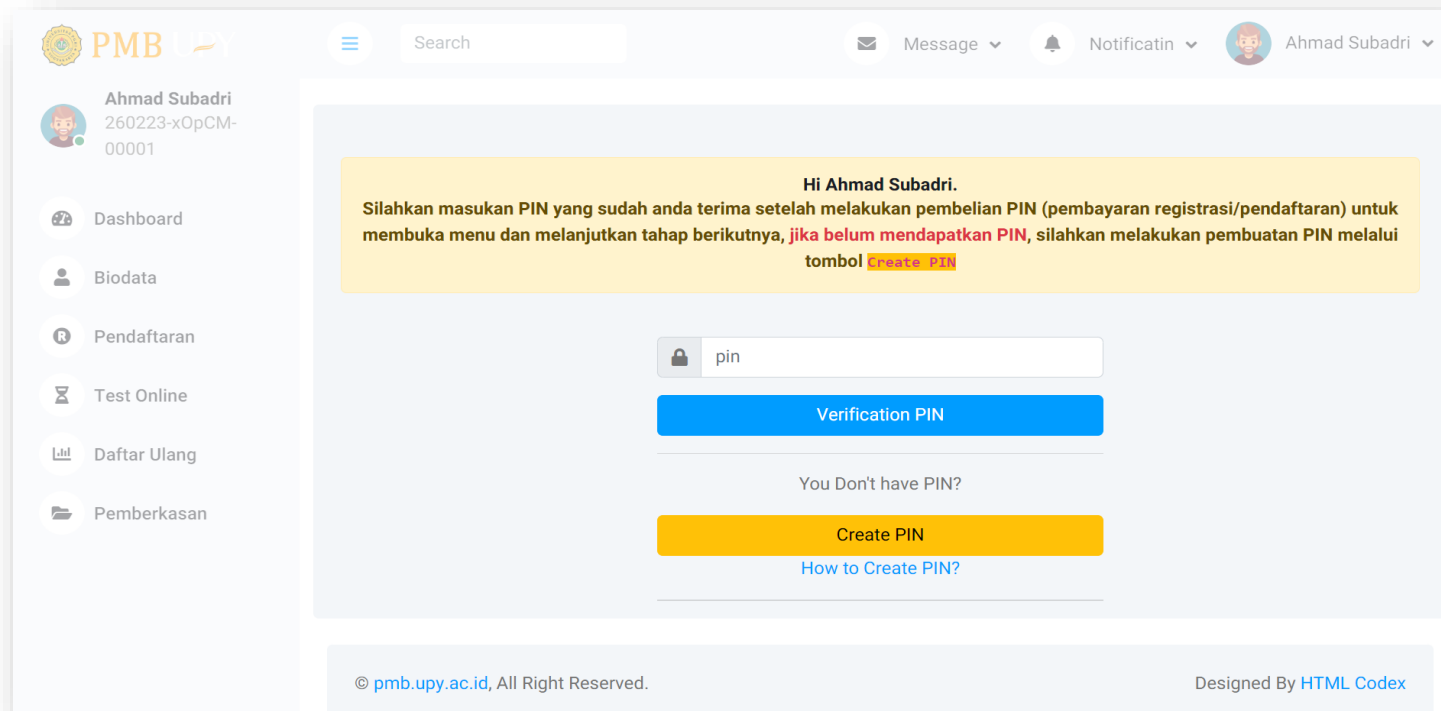 PMB UPY
Search
Message
Notificatin
Ahmad Subadri
Ahmad Subadri
260223-xOpCM-
00001
Dashboard
Biodata
Pendaftaran
Test Online
Daftar Ulang
Pemberkasan
Hi Ahmad Subadri.
Silahkan masukan PIN yang sudah anda terima setelah melakukan pembelian PIN (pembayaran registrasi/pendaftaran) untuk
membuka menu dan melanjutkan tahap berikutnya, jika belum mendapatkan PIN, silahkan melakukan pembuatan PIN melalui
tombol Create PIN
pin
Verification PIN
You Don't have PIN?
Create PIN
How to Create PIN?
© pmb.upy.ac.id, All Right Reserved.
Designed By HTML Codex